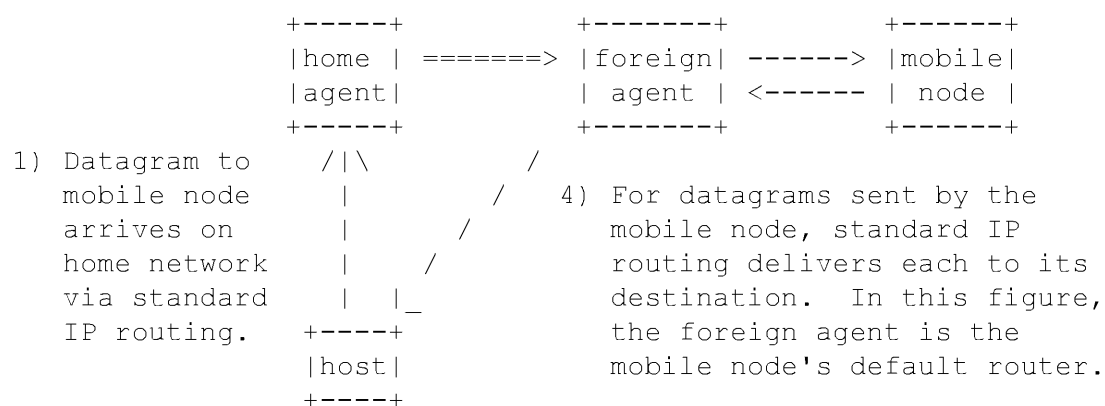 +-----+          +-------+         +------+
               |home | =======> |foreign| ------> |mobile|
               |agent|          | agent | <------ | node |
               +-----+          +-------+         +------+
1) Datagram to    /|\         /
   mobile node     |        /   4) For datagrams sent by the
   arrives on      |      /        mobile node, standard IP
   home network    |    /          routing delivers each to its
   via standard    |  |_           destination.  In this figure,
   IP routing.   +----+            the foreign agent is the
                 |host|            mobile node's default router.
                 +----+